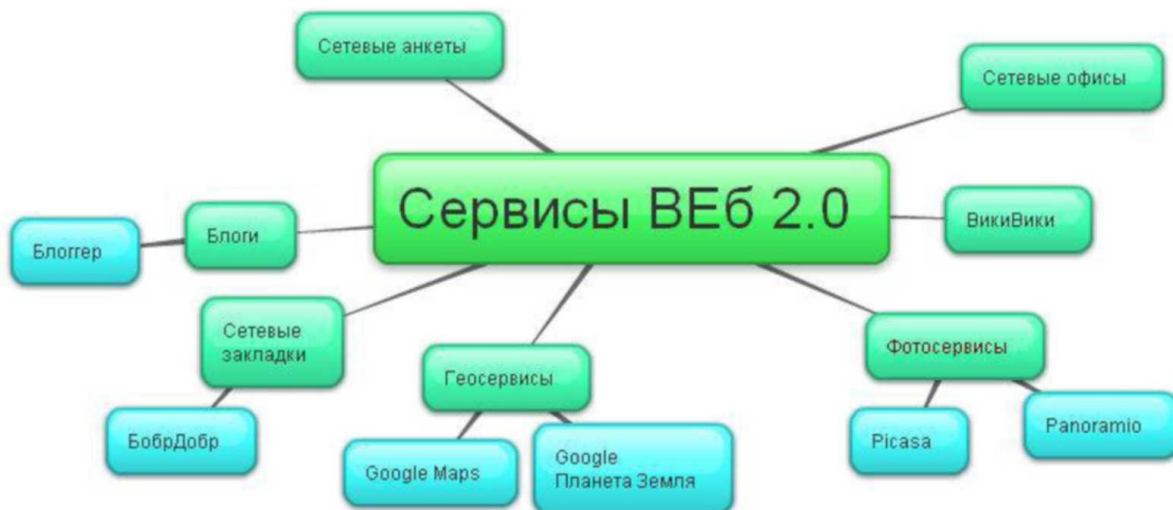 Сетевые анкеты
Сетевые офисы
Сервисы ВЕб 2.0
ВикиВики
Блоги
Блоггер
Сетевые
закладки
Фотосервисы
Геосервисы
БобрДобр
Google Maps
Google
Планета Земля
Picasa
Panoramio